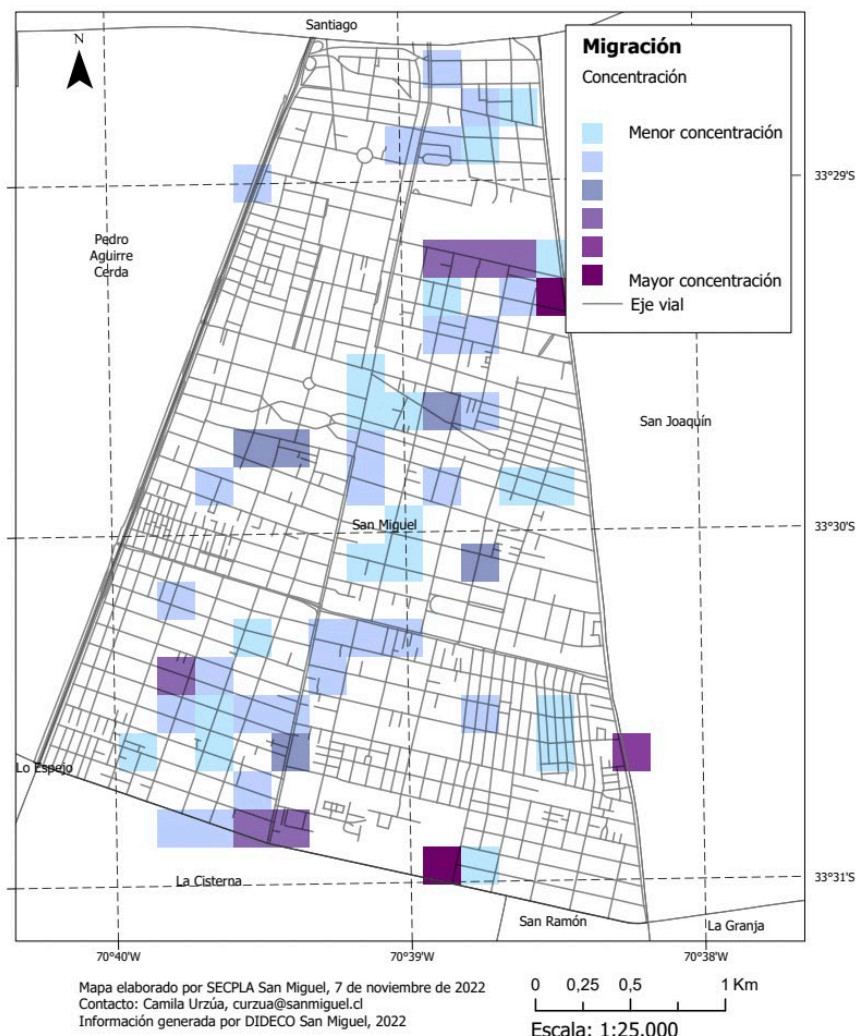 Santiago
N
Migración
Concentración
Menor concentración
Mayor concentración
Eje vial
33°29'S
Pedro
Aguirre
Cerda
San Joaquín
San Miguel
33°30'S
Lo Espejo
La Cisterna
33°31'S
San Ramón
La Granja
70°40'W
70°39'W
70°38'W
Mapa elaborado por SECPLA San Miguel, 7 de noviembre de 2022
Contacto: Camila Urzúa, curzua@sanmiguel.cl
Información generada por DIDECO San Miguel, 2022
0 0,25 0,5 1 Km
Escala: 1:25.000